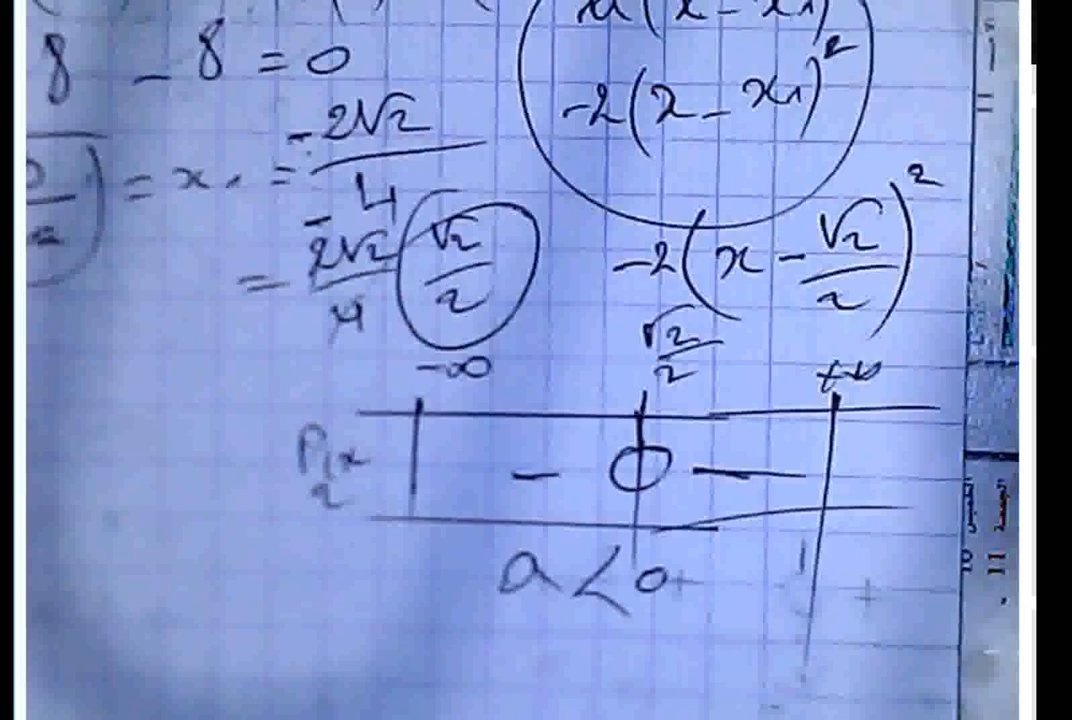 a(x - x1)²
8 - 8 = 0
-2(x - x1)²
= x1 = -2√2 / -4
= 2√2 / 4 √2 / 2
-2(x - √2 / 2)²
-∞ √2 / 2 +∞
P2(x) - 0 -
a < 0